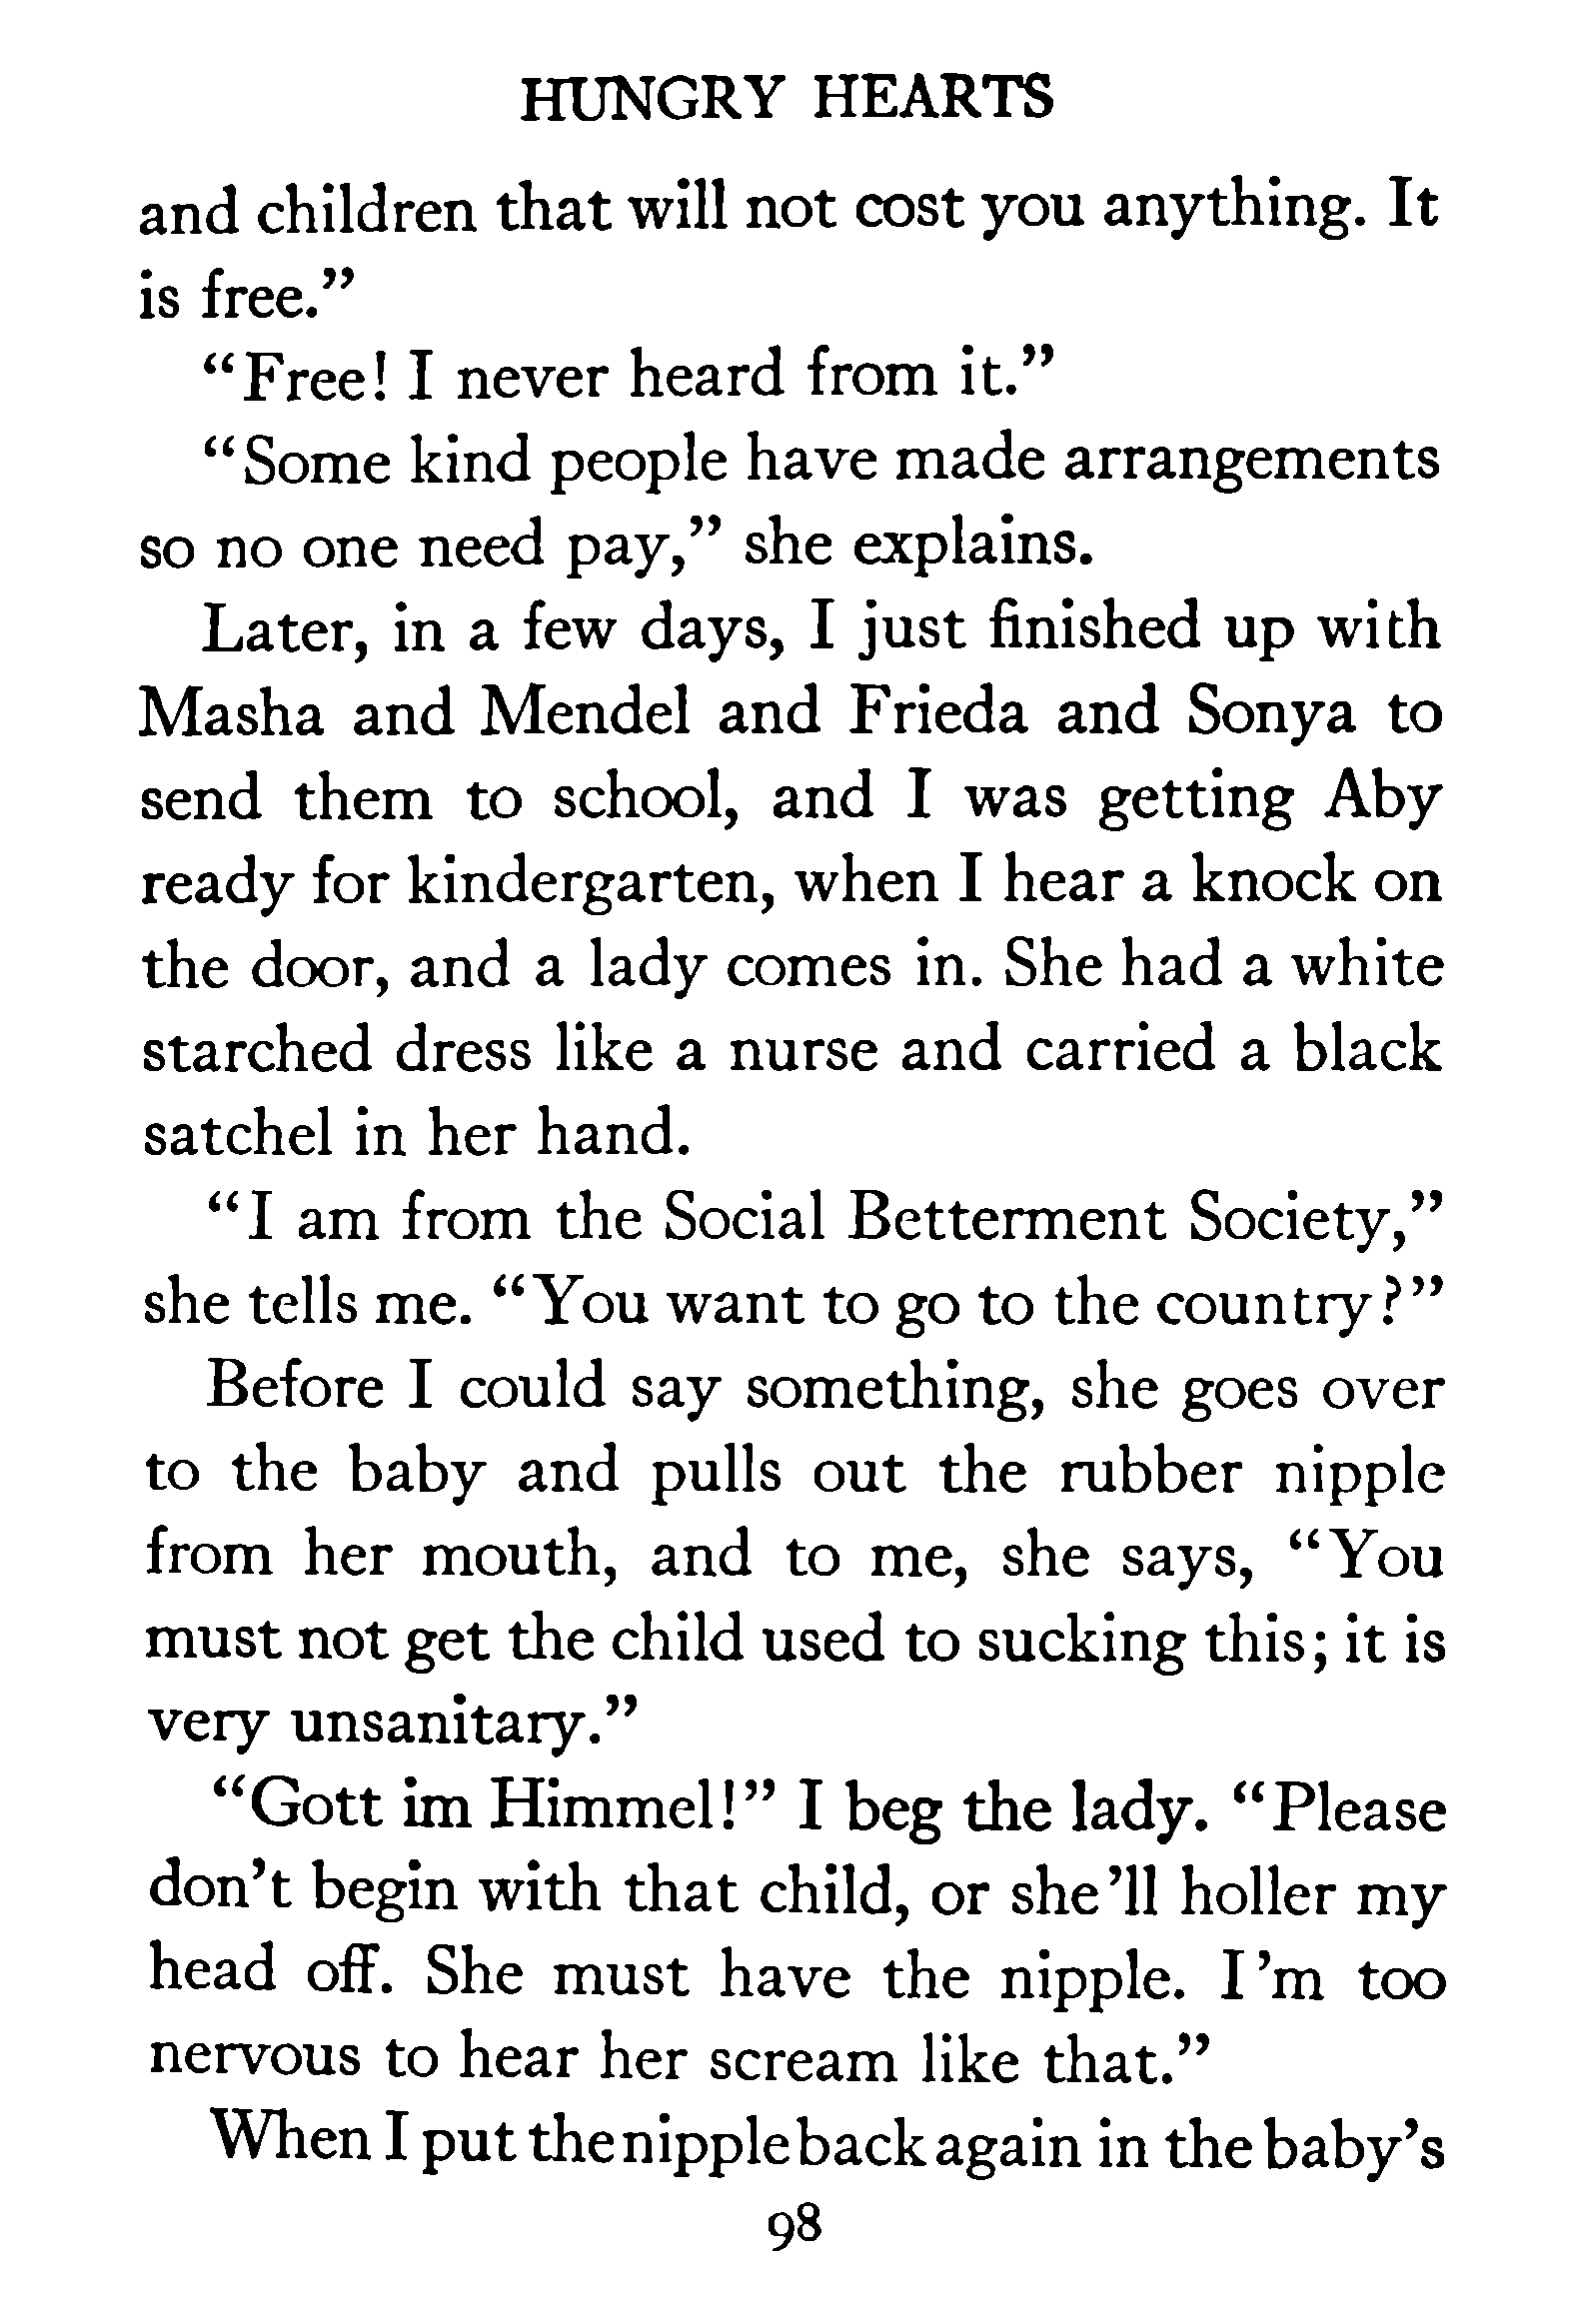 HUNGRY HEARTS
and children that will not cost you anything. It
is free.”
“Free! I never heard from it.”
“Some kind people have made arrangements
so no one need pay,” she explains.
Later, in a few days, I just finished up with
Masha and Mendel and Frieda and Sonya to
send them to school, and I was getting Aby
ready for kindergarten, when I hear a knock on
the door, and a lady comes in. She had a white
starched dress like a nurse and carried a black
satchel in her hand.
“I am from the Social Betterment Society,”
she tells me. “You want to go to the country?”
Before I could say something, she goes over
to the baby and pulls out the rubber nipple
from her mouth, and to me, she says, “You
must not get the child used to sucking this; it is
very unsanitary.”
“Gott im Himmel!” I beg the lady. “Please
don’t begin with that child, or she’ll holler my
head off. She must have the nipple. I’m too
nervous to hear her scream like that.”
When I put the nipple back again in the baby’s
98